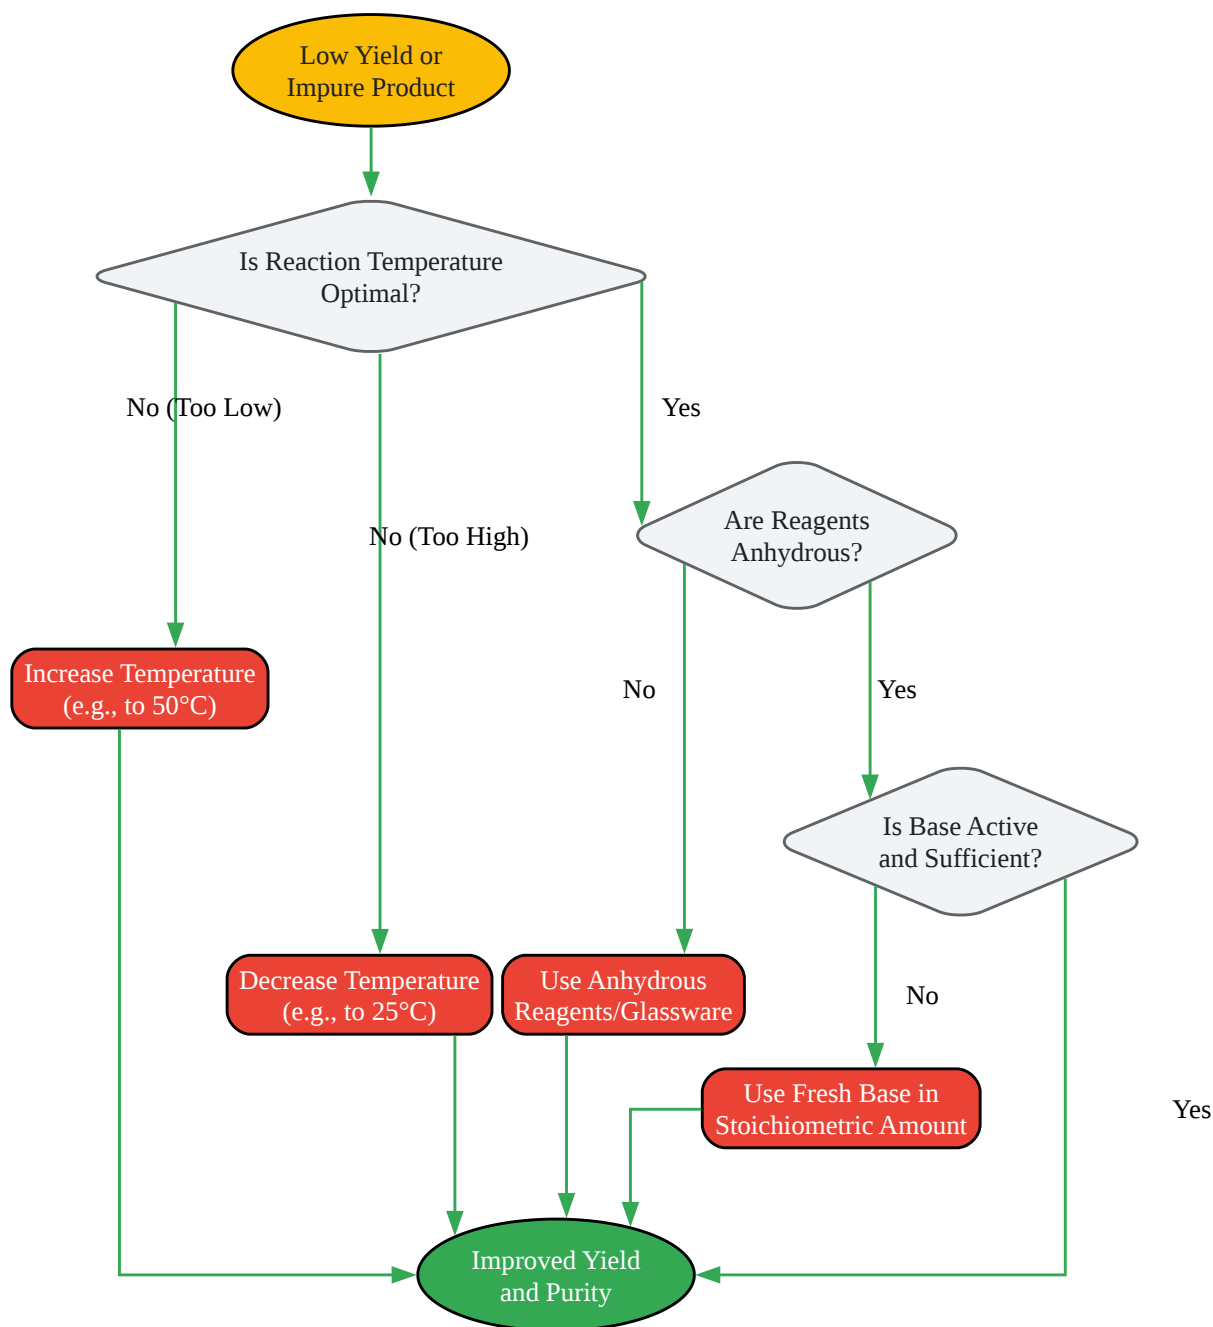 Low Yield or
Impure Product
Is Reaction Temperature
Optimal?
No (Too Low)
Yes
No (Too High)
Are Reagents
Anhydrous?
Increase Temperature
(e.g., to 50°C)
No
Yes
Is Base Active
and Sufficient?
Decrease Temperature
(e.g., to 25°C)
Use Anhydrous
Reagents/Glassware
No
Use Fresh Base in
Stoichiometric Amount
Yes
Improved Yield
and Purity